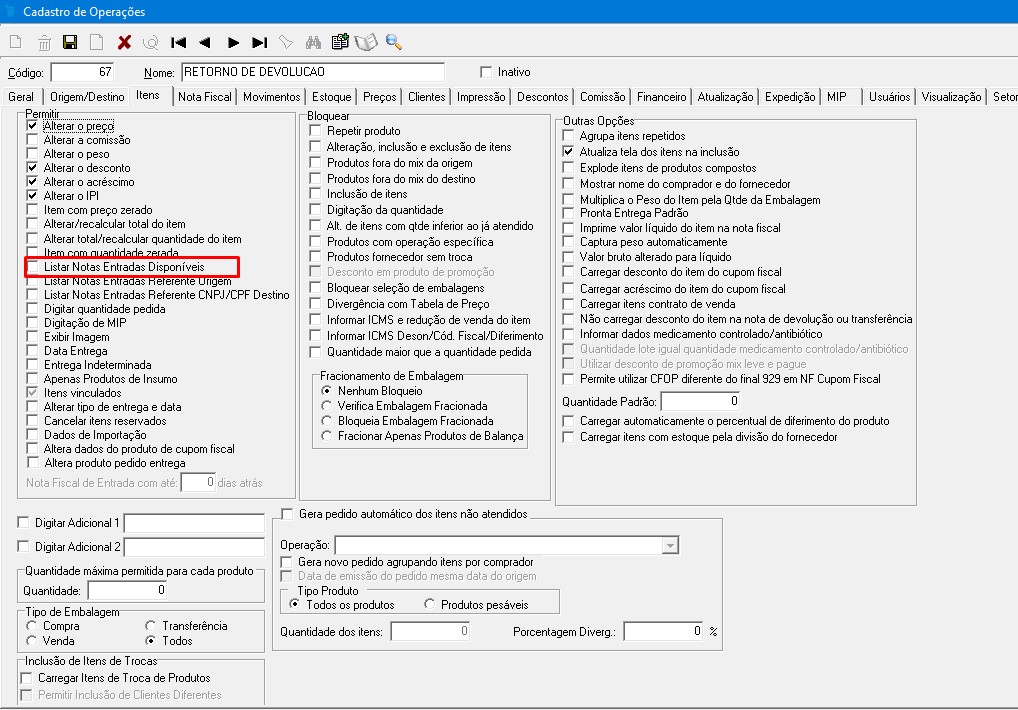 Cadastro de Operações
Código: 67 Nome: RETORNO DE DEVOLUCAO Inativo
Geral Origem/Destino Itens Nota Fiscal Movimentos Estoque Preços Clientes Impressão Descontos Comissão Financeiro Atualização Expedição MIP Usuários Visualização Setor
Permitir
Alterar o preço
Alterar a comissão
Alterar o peso
Alterar o desconto
Alterar o acréscimo
Alterar o IPI
Item com preço zerado
Alterar/recalcular total do item
Alterar total/recalcular quantidade do item
Item com quantidade zerada
Listar Notas Entradas Disponíveis
Listar Notas Entradas Referente Origem
Listar Notas Entradas Referente CNPJ/CPF Destino
Digitar quantidade pedida
Digitação de MIP
Exibir Imagem
Data Entrega
Entrega Indeterminada
Apenas Produtos de Insumo
Itens vinculados
Alterar tipo de entrega e data
Cancelar itens reservados
Dados de Importação
Altera dados do produto de cupom fiscal
Altera produto pedido entrega
Nota Fiscal de Entrada com até: 0 dias atrás
Bloquear
Repetir produto
Alteração, inclusão e exclusão de itens
Produtos fora do mix da origem
Produtos fora do mix do destino
Inclusão de itens
Digitação da quantidade
Alt. de itens com qtde inferior ao já atendido
Produtos com operação específica
Produtos fornecedor sem troca
Desconto em produto de promoção
Bloquear seleção de embalagens
Divergência com Tabela de Preço
Informar ICMS e redução de venda do item
Informar ICMS Deson/Cód. Fiscal/Diferimento
Quantidade maior que a quantidade pedida
Fracionamento de Embalagem
Nenhum Bloqueio
Verifica Embalagem Fracionada
Bloqueia Embalagem Fracionada
Fracionar Apenas Produtos de Balança
Outras Opções
Agrupa itens repetidos
Atualiza tela dos itens na inclusão
Explode itens de produtos compostos
Mostrar nome do comprador e do fornecedor
Multiplica o Peso do Item pela Qtde da Embalagem
Pronta Entrega Padrão
Imprime valor líquido do item na nota fiscal
Captura peso automaticamente
Valor bruto alterado para líquido
Carregar desconto do item do cupom fiscal
Carregar acréscimo do item do cupom fiscal
Carregar itens contrato de venda
Não carregar desconto do item na nota de devolução ou transferência
Informar dados medicamento controlado/antibiótico
Quantidade lote igual quantidade medicamento controlado/antibiótico
Utilizar desconto de promoção mix leve e pague
Permite utilizar CFOP diferente do final 929 em NF Cupom Fiscal
Quantidade Padrão: 0
Carregar automaticamente o percentual de diferimento do produto
Carregar itens com estoque pela divisão do fornecedor
Digitar Adicional 1
Digitar Adicional 2
Quantidade máxima permitida para cada produto
Quantidade: 0
Tipo de Embalagem
Compra Transferência
Venda Todos
Inclusão de Itens de Trocas
Carregar Itens de Troca de Produtos
Permitir Inclusão de Clientes Diferentes
Gera pedido automático dos itens não atendidos
Operação:
Gera novo pedido agrupando itens por comprador
Data de emissão do pedido mesma data do origem
Tipo Produto
Todos os produtos Produtos pesáveis
Quantidade dos itens: 0 Porcentagem Diverg.: 0 %